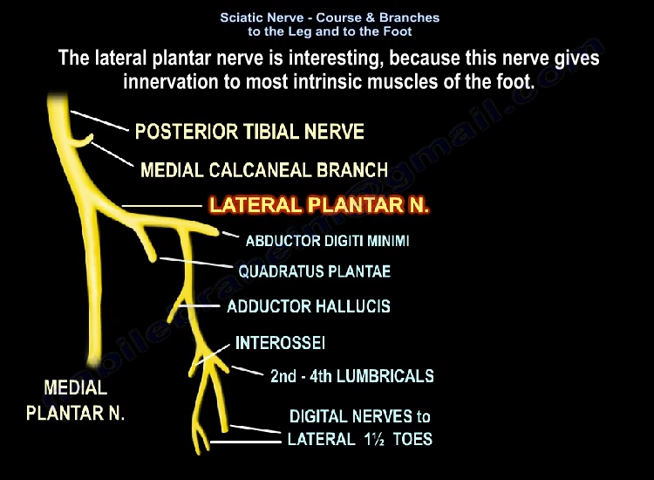 Sciatic Nerve - Course & Branches
to the Leg and to the Foot
The lateral plantar nerve is interesting, because this nerve gives
innervation to most intrinsic muscles of the foot.
POSTERIOR TIBIAL NERVE
MEDIAL CALCANEAL BRANCH
LATERAL PLANTAR N.
ABDUCTOR DIGITI MINIMI
QUADRATUS PLANTAE
ADDUCTOR HALLUCIS
INTEROSSEI
2nd - 4th LUMBRICALS
MEDIAL
PLANTAR N.
DIGITAL NERVES to
LATERAL 1½ TOES